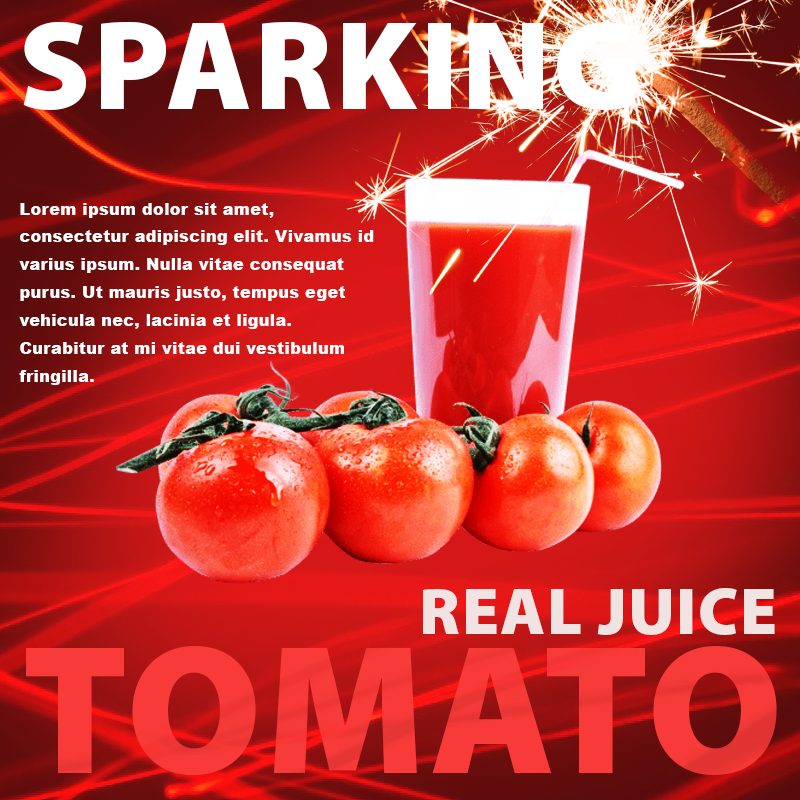 SPARKING
Lorem ipsum dolor sit amet,
consectetur adipiscing elit. Vivamus id
varius ipsum. Nulla vitae consequat
purus. Ut mauris justo, tempus eget
vehicula nec, lacinia et ligula.
Curabitur at mi vitae dui vestibulum
fringilla.
REAL JUICE
TOMATO